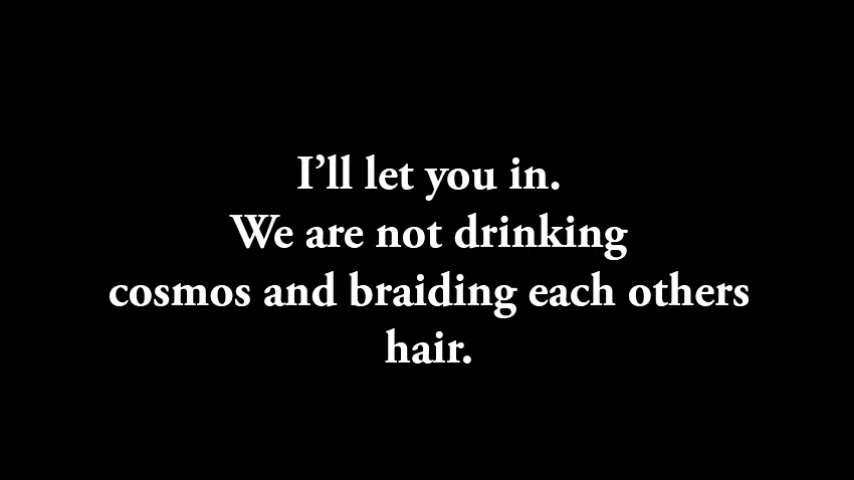 I’ll let you in.
We are not drinking
cosmos and braiding each others
hair.